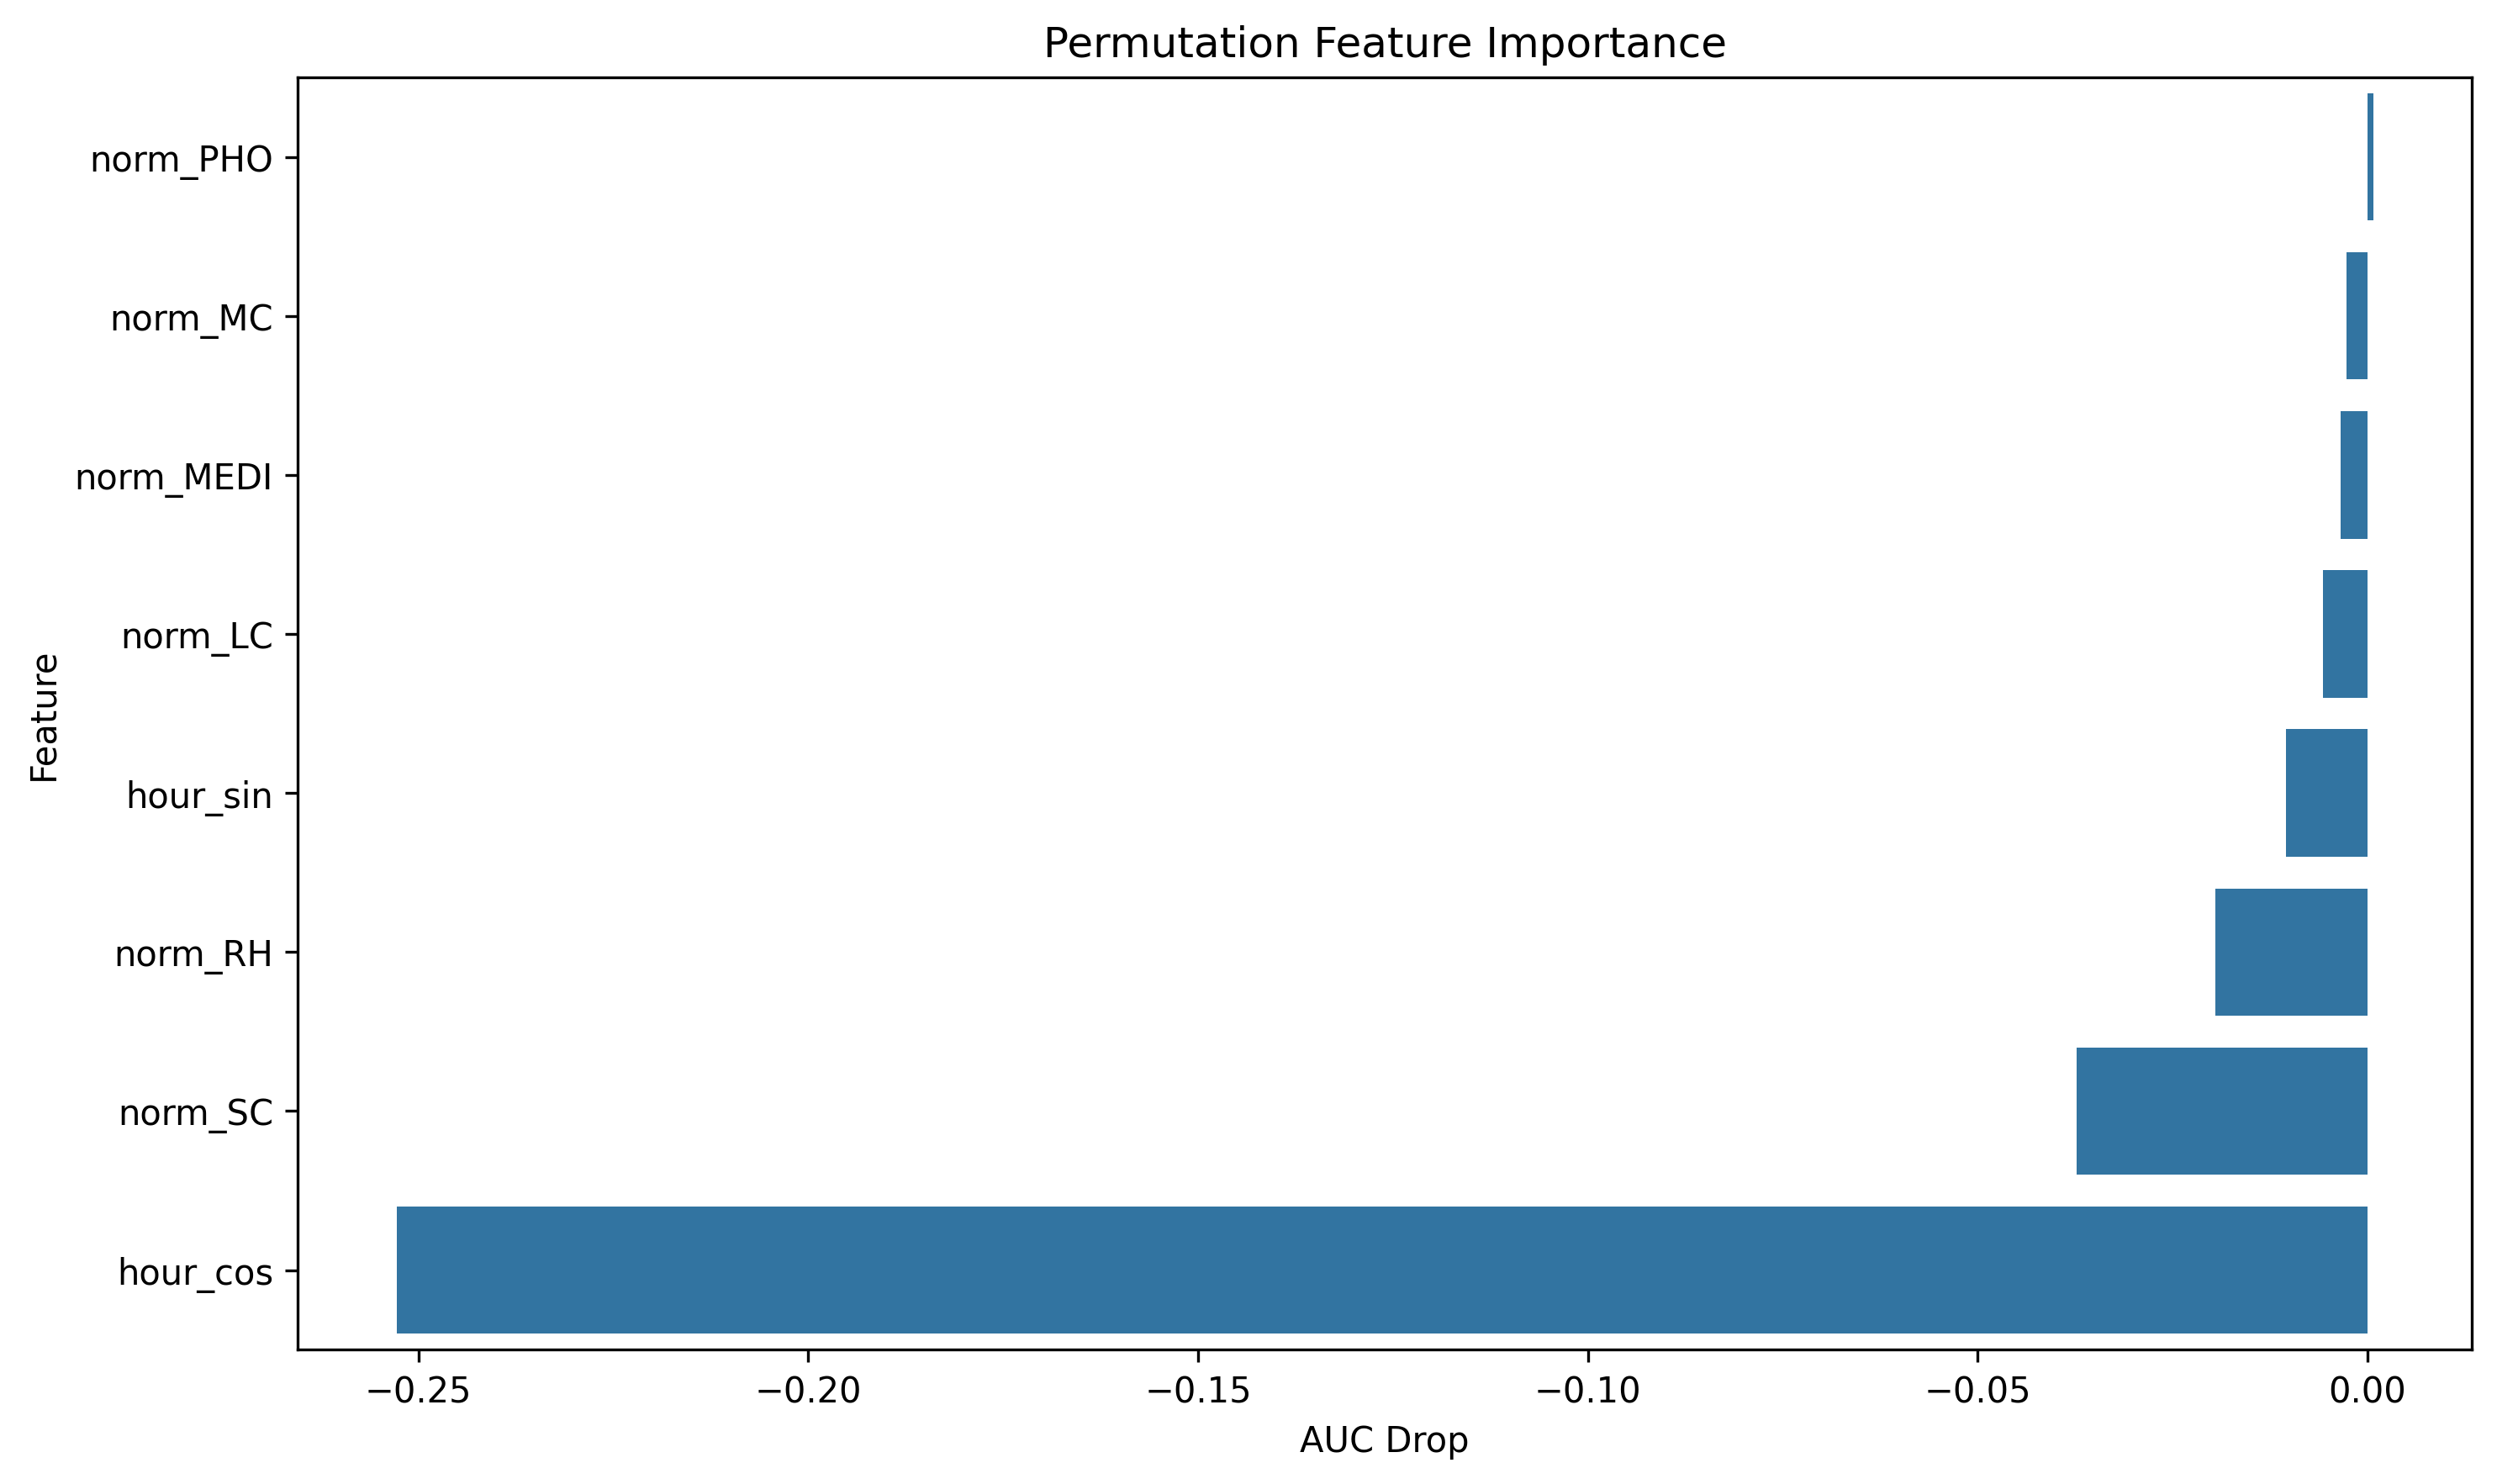 Permutation Feature Importance
norm_PHO
norm_MC
norm_MEDI
norm_LC
hour_sin
norm_RH
norm_SC
hour_cos
Feature
−0.25 −0.20 −0.15 −0.10 −0.05 0.00
AUC Drop